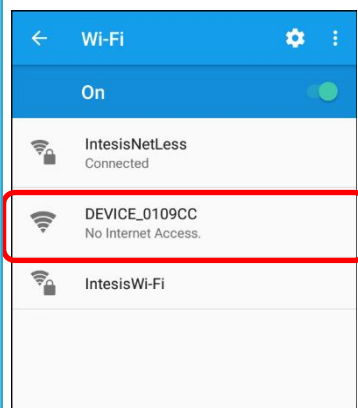 Wi-Fi
On
IntesisNetLess
Connected
DEVICE_0109CC
No Internet Access.
IntesisWi-Fi